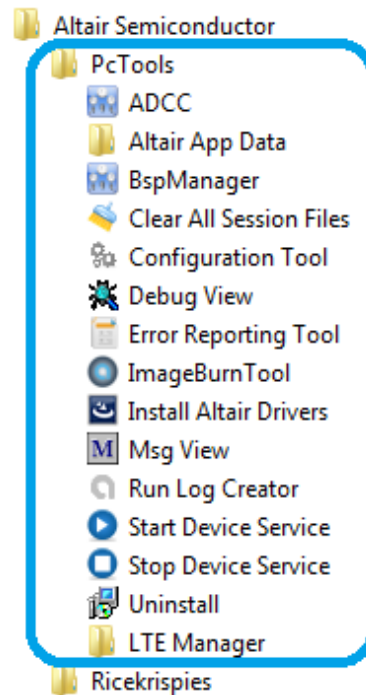 Altair Semiconductor
PcTools
ADCC
Altair App Data
BspManager
Clear All Session Files
Configuration Tool
Debug View
Error Reporting Tool
ImageBurnTool
Install Altair Drivers
M Msg View
Run Log Creator
Start Device Service
Stop Device Service
Uninstall
LTE Manager
Ricekrispies